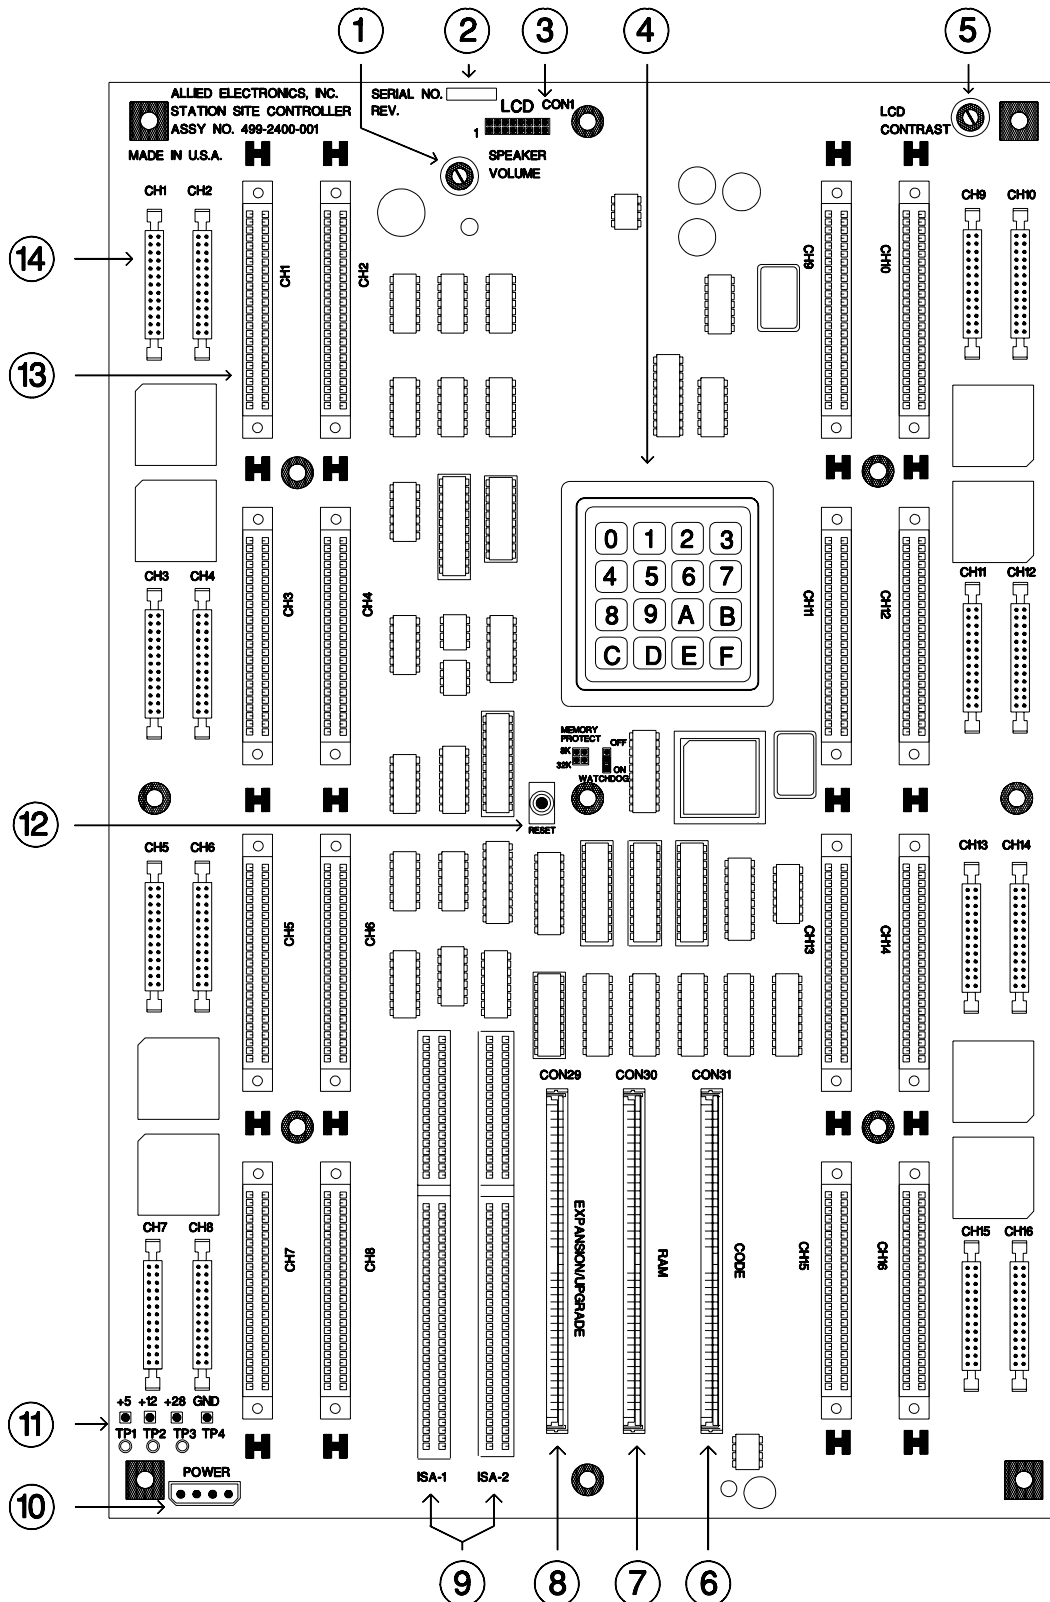 1 2 3 4 5
ALLIED ELECTRONICS, INC.
STATION SITE CONTROLLER
ASSY NO. 499-2400-001
MADE IN U.S.A.
SERIAL NO.
REV.
LCD CON1
1
SPEAKER
VOLUME
LCD
CONTRAST
CH1 CH2
CH9 CH10
14
CH1 CH2
CH9 CH10
13
0 1 2 3
4 5 6 7
8 9 A B
C D E F
CH3 CH4
CH11 CH12
CH3 CH4
CH11 CH12
MEMORY
PROTECT
8K
32K
OFF
ON
WATCHDOG
12
RESET
CH5 CH6
CH13 CH14
CH5 CH6
CH13 CH14
CON29 CON30 CON31
EXPANSION/UPGRADE
RAM
CODE
CH7 CH8
CH15 CH16
CH7 CH8
CH15 CH16
+5 +12 +28 GND
11
TP1 TP2 TP3 TP4
POWER
10
ISA-1 ISA-2
9 8 7 6